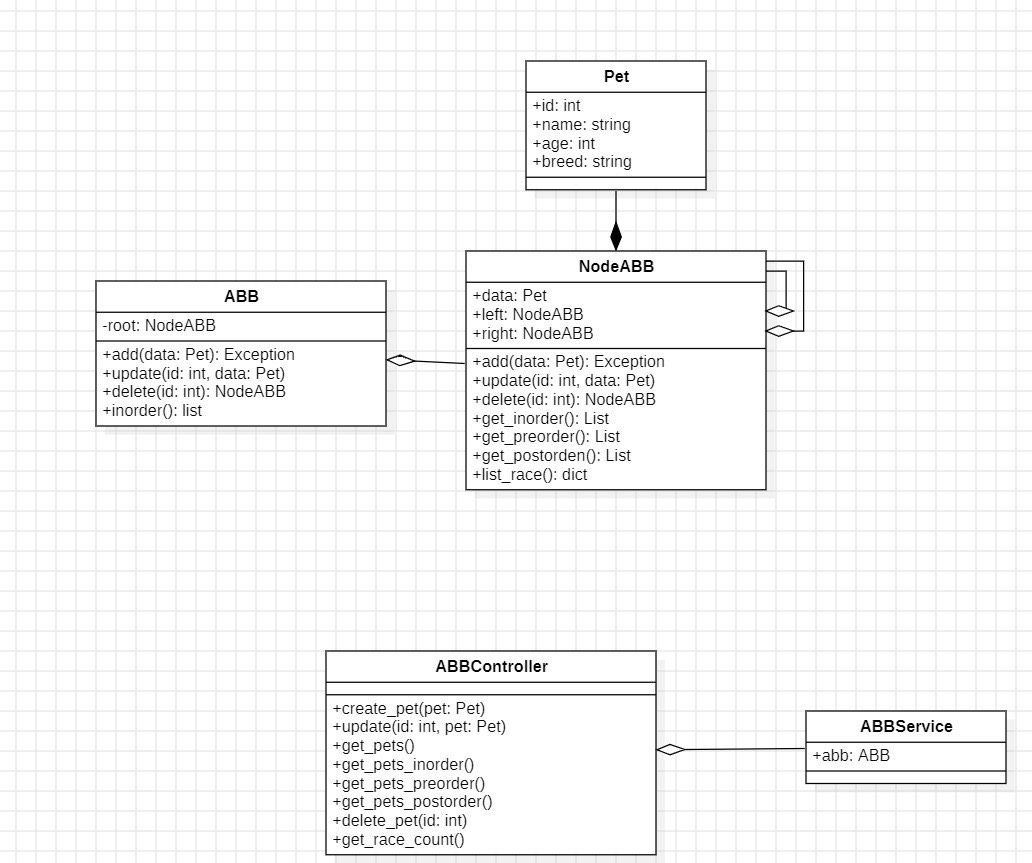 Pet
+id: int
+name: string
+age: int
+breed: string
NodeABB
+data: Pet
+left: NodeABB
+right: NodeABB
+add(data: Pet): Exception
+update(id: int, data: Pet)
+delete(id: int): NodeABB
+get_inorder(): List
+get_preorder(): List
+get_postorden(): List
+list_race(): dict
ABB
-root: NodeABB
+add(data: Pet): Exception
+update(id: int, data: Pet)
+delete(id: int): NodeABB
+inorder(): list
ABBController
+create_pet(pet: Pet)
+update(id: int, pet: Pet)
+get_pets()
+get_pets_inorder()
+get_pets_preorder()
+get_pets_postorder()
+delete_pet(id: int)
+get_race_count()
ABBService
+abb: ABB